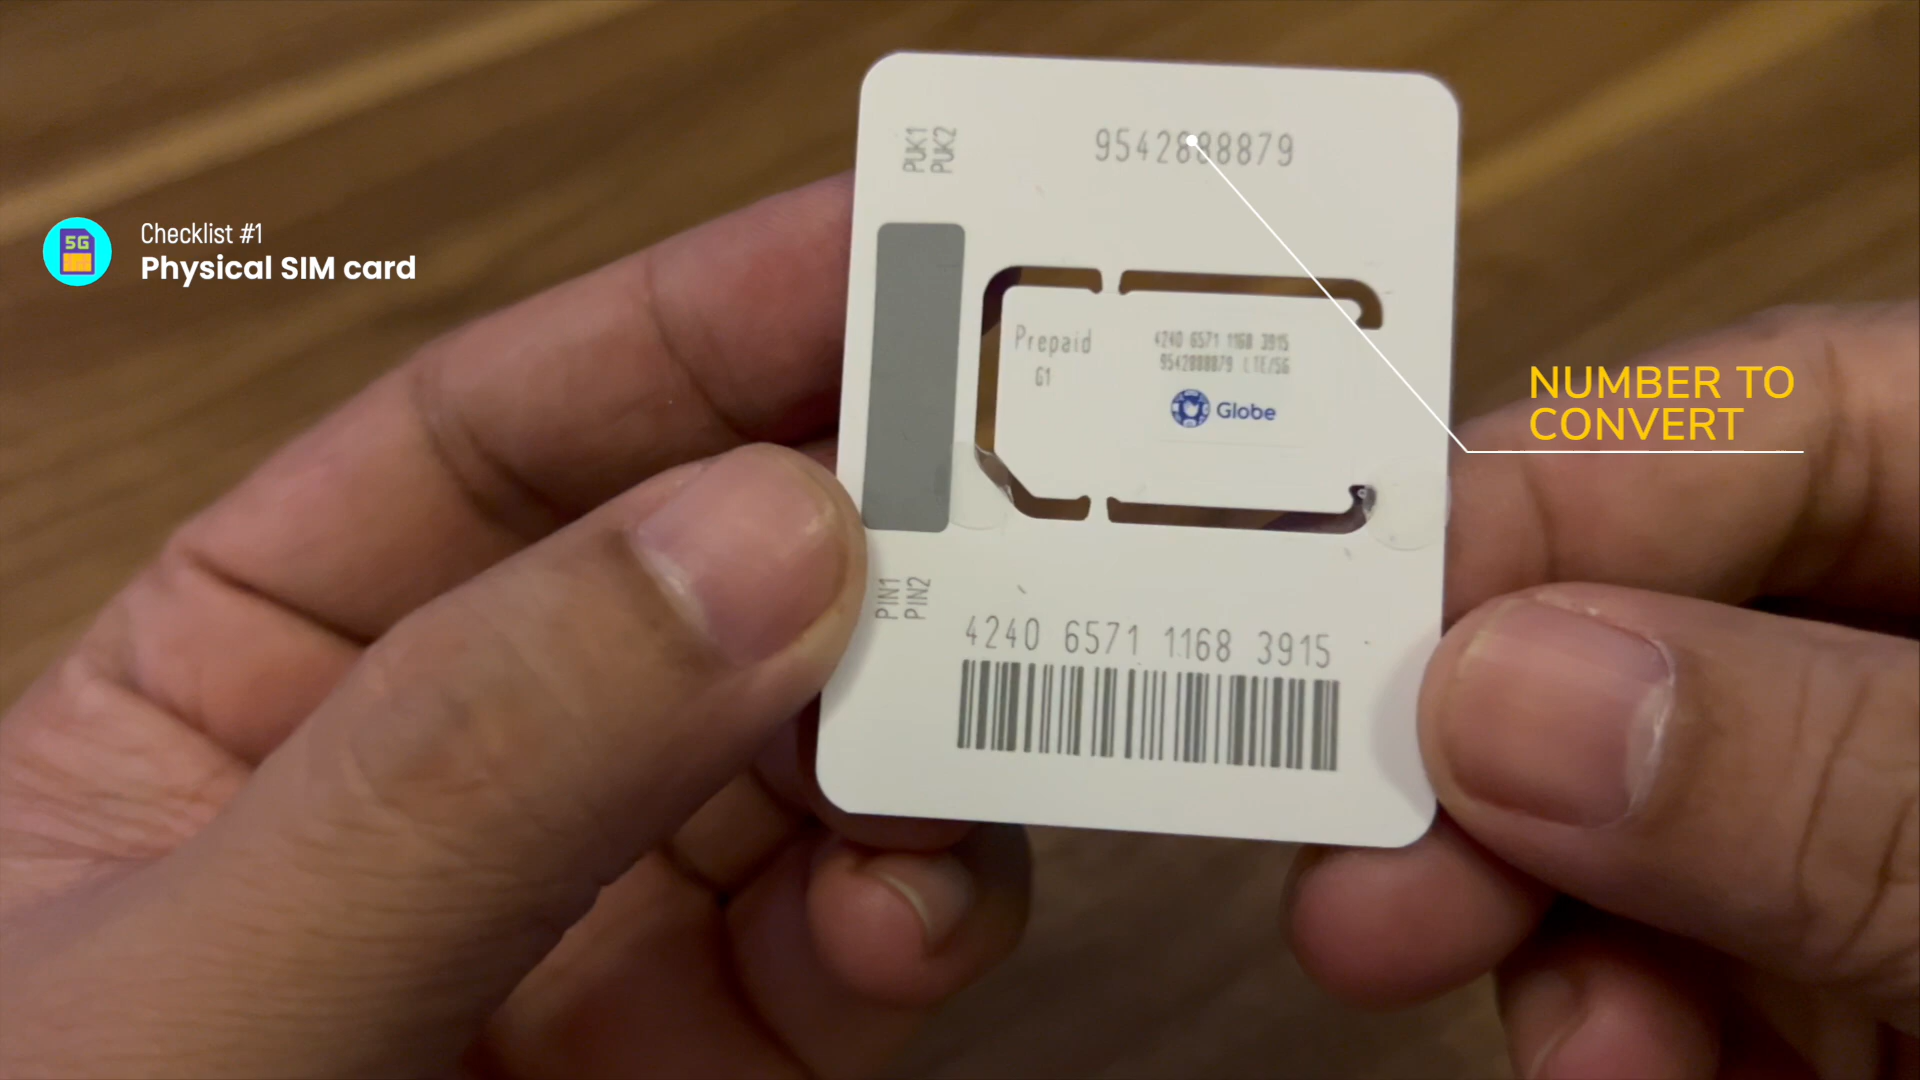 PUK1
PUK2
9542888879
5G
Checklist #1
Physical SIM card
Prepaid
G1
4240 6571 1168 3915
9542888879 LTE/5G
Globe
NUMBER TO
CONVERT
PIN1
PIN2
4240 6571 1168 3915